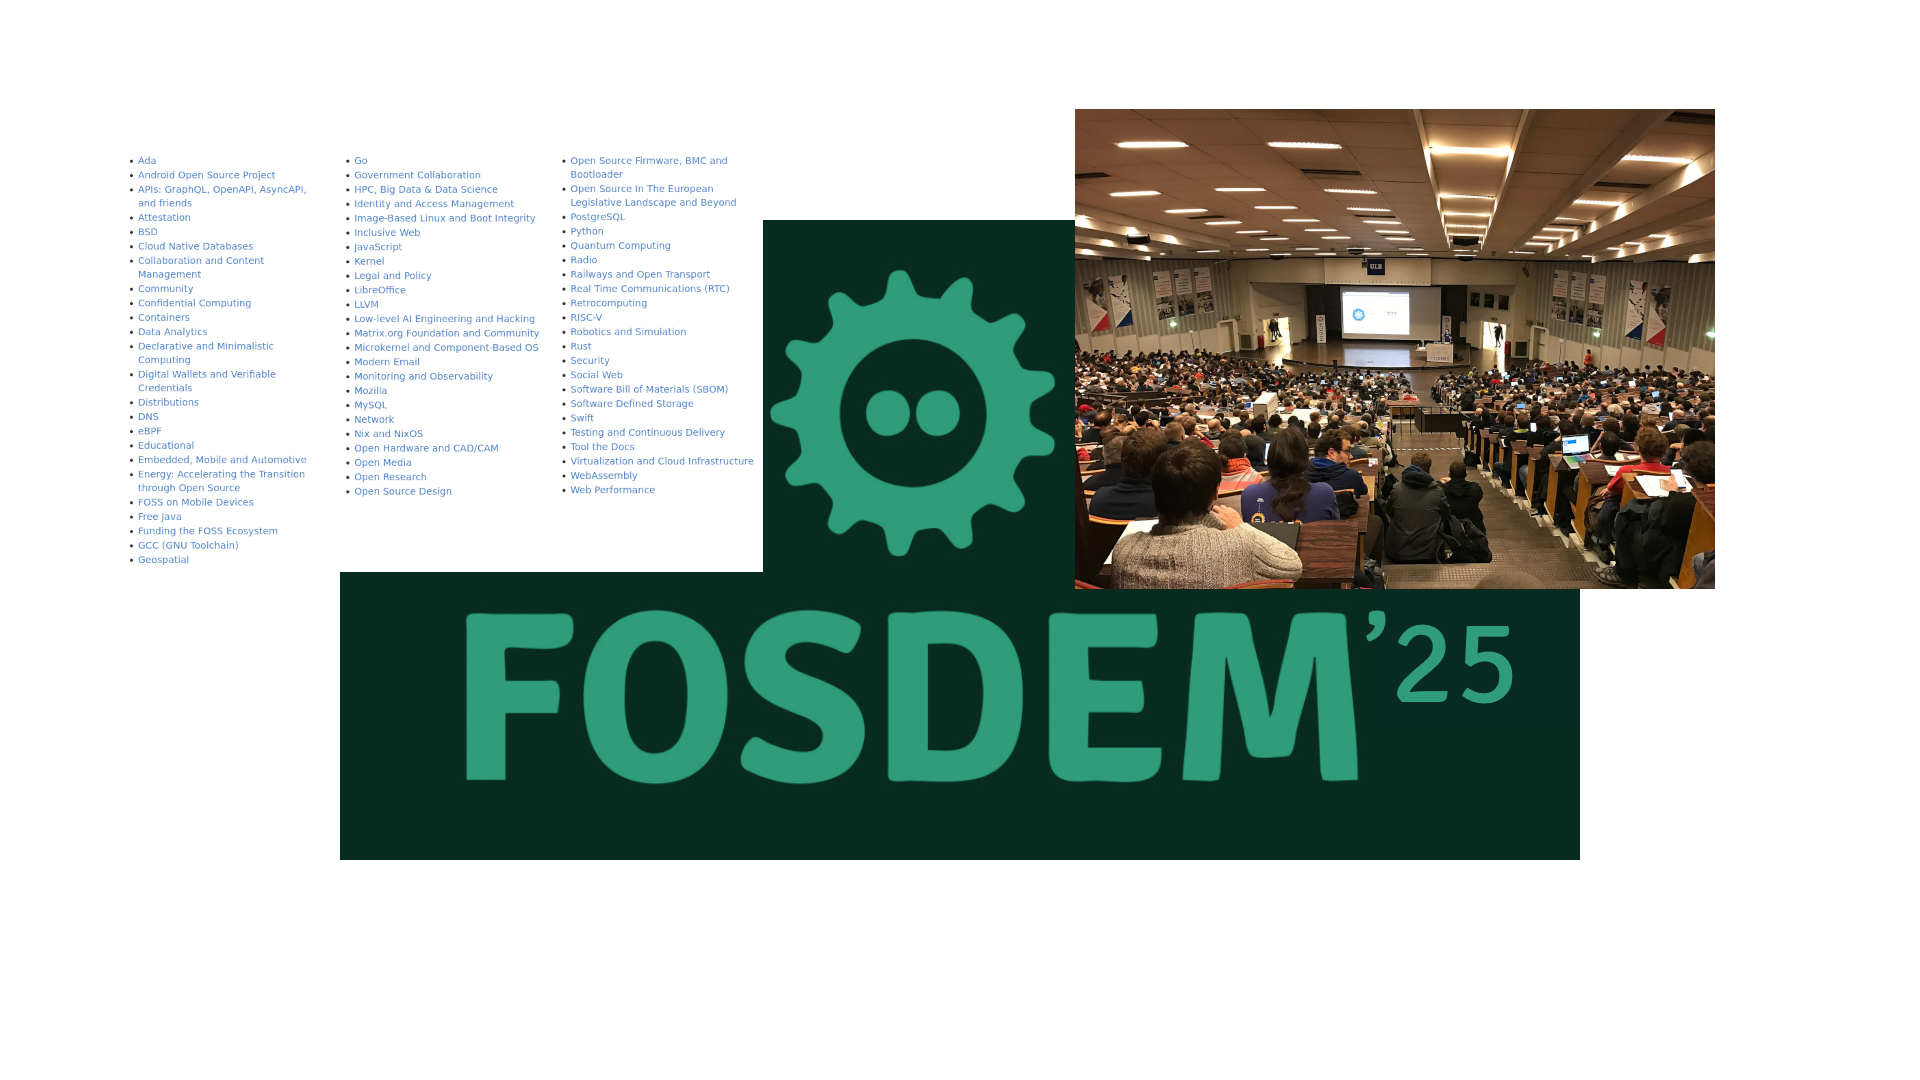 • Ada
• Android Open Source Project
• APIs: GraphQL, OpenAPI, AsyncAPI,
and friends
• Attestation
• BSD
• Cloud Native Databases
• Collaboration and Content
Management
• Community
• Confidential Computing
• Containers
• Data Analytics
• Declarative and Minimalistic
Computing
• Digital Wallets and Verifiable
Credentials
• Distributions
• DNS
• eBPF
• Educational
• Embedded, Mobile and Automotive
• Energy: Accelerating the Transition
through Open Source
• FOSS on Mobile Devices
• Free Java
• Funding the FOSS Ecosystem
• GCC (GNU Toolchain)
• Geospatial
• Go
• Government Collaboration
• HPC, Big Data & Data Science
• Identity and Access Management
• Image-Based Linux and Boot Integrity
• Inclusive Web
• JavaScript
• Kernel
• Legal and Policy
• LibreOffice
• LLVM
• Low-level AI Engineering and Hacking
• Matrix.org Foundation and Community
• Microkernel and Component-Based OS
• Modern Email
• Monitoring and Observability
• Mozilla
• MySQL
• Network
• Nix and NixOS
• Open Hardware and CAD/CAM
• Open Media
• Open Research
• Open Source Design
• Open Source Firmware, BMC and
Bootloader
• Open Source In The European
Legislative Landscape and Beyond
• PostgreSQL
• Python
• Quantum Computing
• Radio
• Railways and Open Transport
• Real Time Communications (RTC)
• Retrocomputing
• RISC-V
• Robotics and Simulation
• Rust
• Security
• Social Web
• Software Bill of Materials (SBOM)
• Software Defined Storage
• Swift
• Testing and Continuous Delivery
• Tool the Docs
• Virtualization and Cloud Infrastructure
• WebAssembly
• Web Performance
ULB
???
FOSDEM
FOSDEM’25